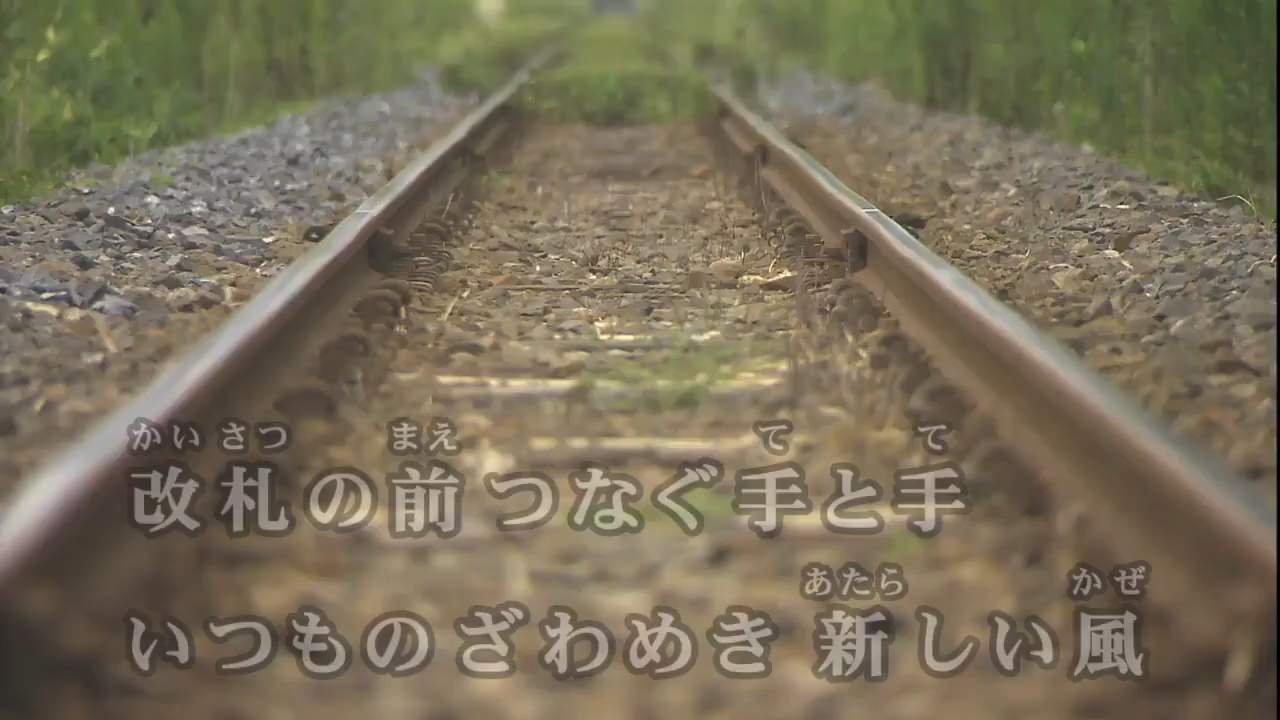 かいさつ まえ て て
改札の前 つなぐ手と手
あたら かぜ
いつものざわめき 新しい風